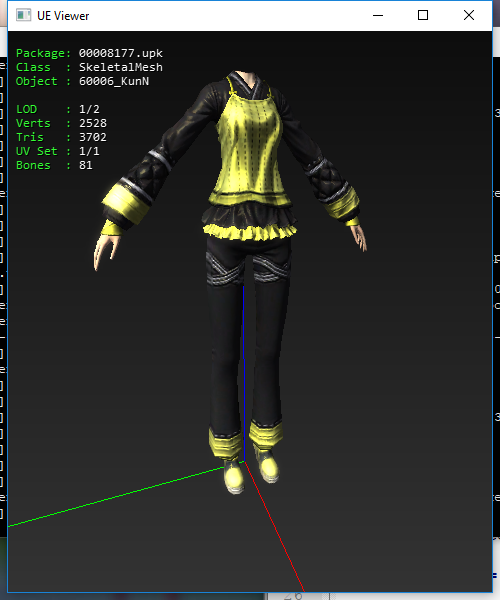 UE Viewer
Package: 00008177.upk
Class : SkeletalMesh
Object : 60006_KunN
LOD : 1/2
Verts : 2528
Tris : 3702
UV Set : 1/1
Bones : 81